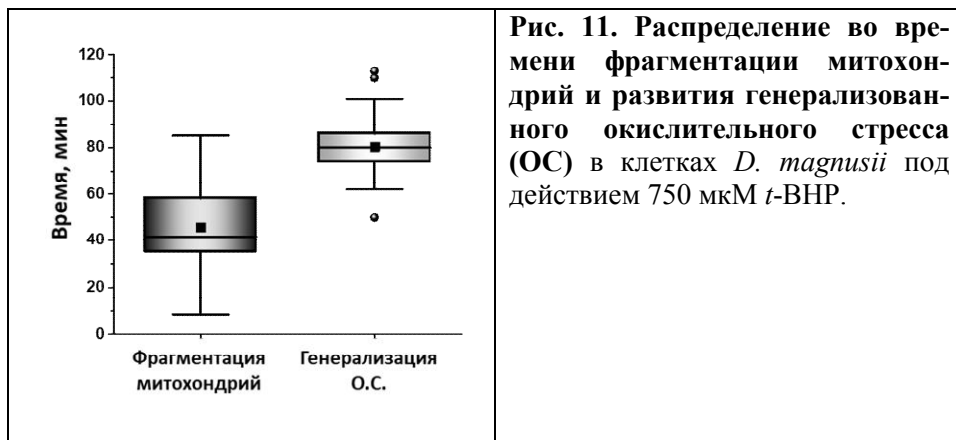 120
100
80
60
40
20
0
Время, мин
Фрагментация
митохондрий
Генерализация
О.С.
Рис. 11. Распределение во вре-
мени фрагментации митохон-
дрий и развития генерализован-
ного окислительного стресса
(ОС) в клетках D. magnusii под
действием 750 мкМ t-BHP.